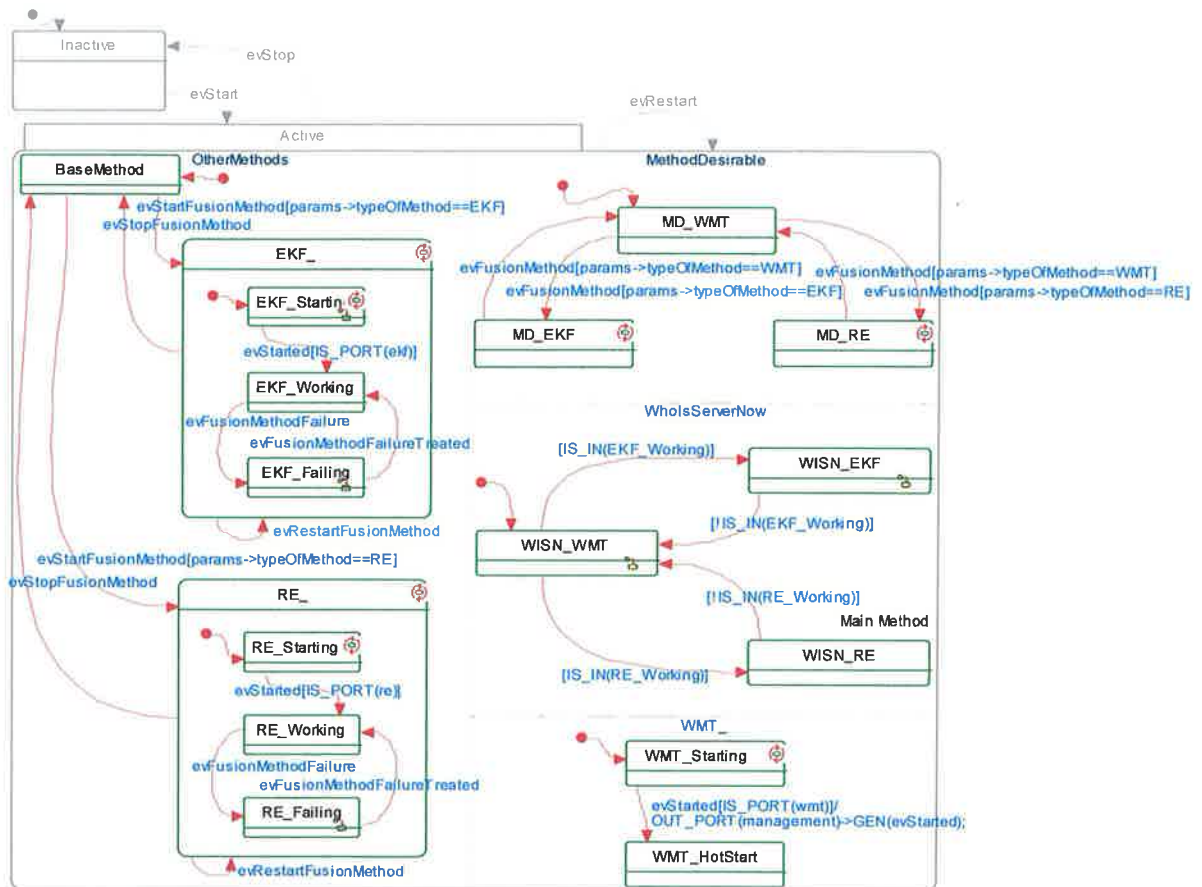 Inactive
evStop
evStart
evRestart
Active
OtherMethods
MethodDesirable
BaseMethod
evStartFusionMethod[params->typeOfMethod==EKF]
evStopFusionMethod
MD_WMT
EKF_
evFusionMethod[params->typeOfMethod==WMT]
evFusionMethod[params->typeOfMethod==WMT]
evFusionMethod[params->typeOfMethod==EKF]
evFusionMethod[params->typeOfMethod==RE]
EKF_Startin
MD_EKF
MD_RE
evStarted[IS_PORT(ekf)]
EKF_Working
WhoIsServerNow
evFusionMethodFailure
evFusionMethodFailureTreated
[IS_IN(EKF_Working)]
WISN_EKF
EKF_Failing
[!IS_IN(EKF_Working)]
evRestartFusionMethod
WISN_WMT
evStartFusionMethod[params->typeOfMethod==RE]
evStopFusionMethod
RE_
[!IS_IN(RE_Working)]
Main Method
RE_Starting
WISN_RE
[IS_IN(RE_Working)]
evStarted[IS_PORT(re)]
RE_Working
WMT_
WMT_Starting
evFusionMethodFailure
evFusionMethodFailureTreated
RE_Failing
evStarted[IS_PORT(wmt)]/
OUT_PORT(management)->GEN(evStarted);
WMT_HotStart
evRestartFusionMethod